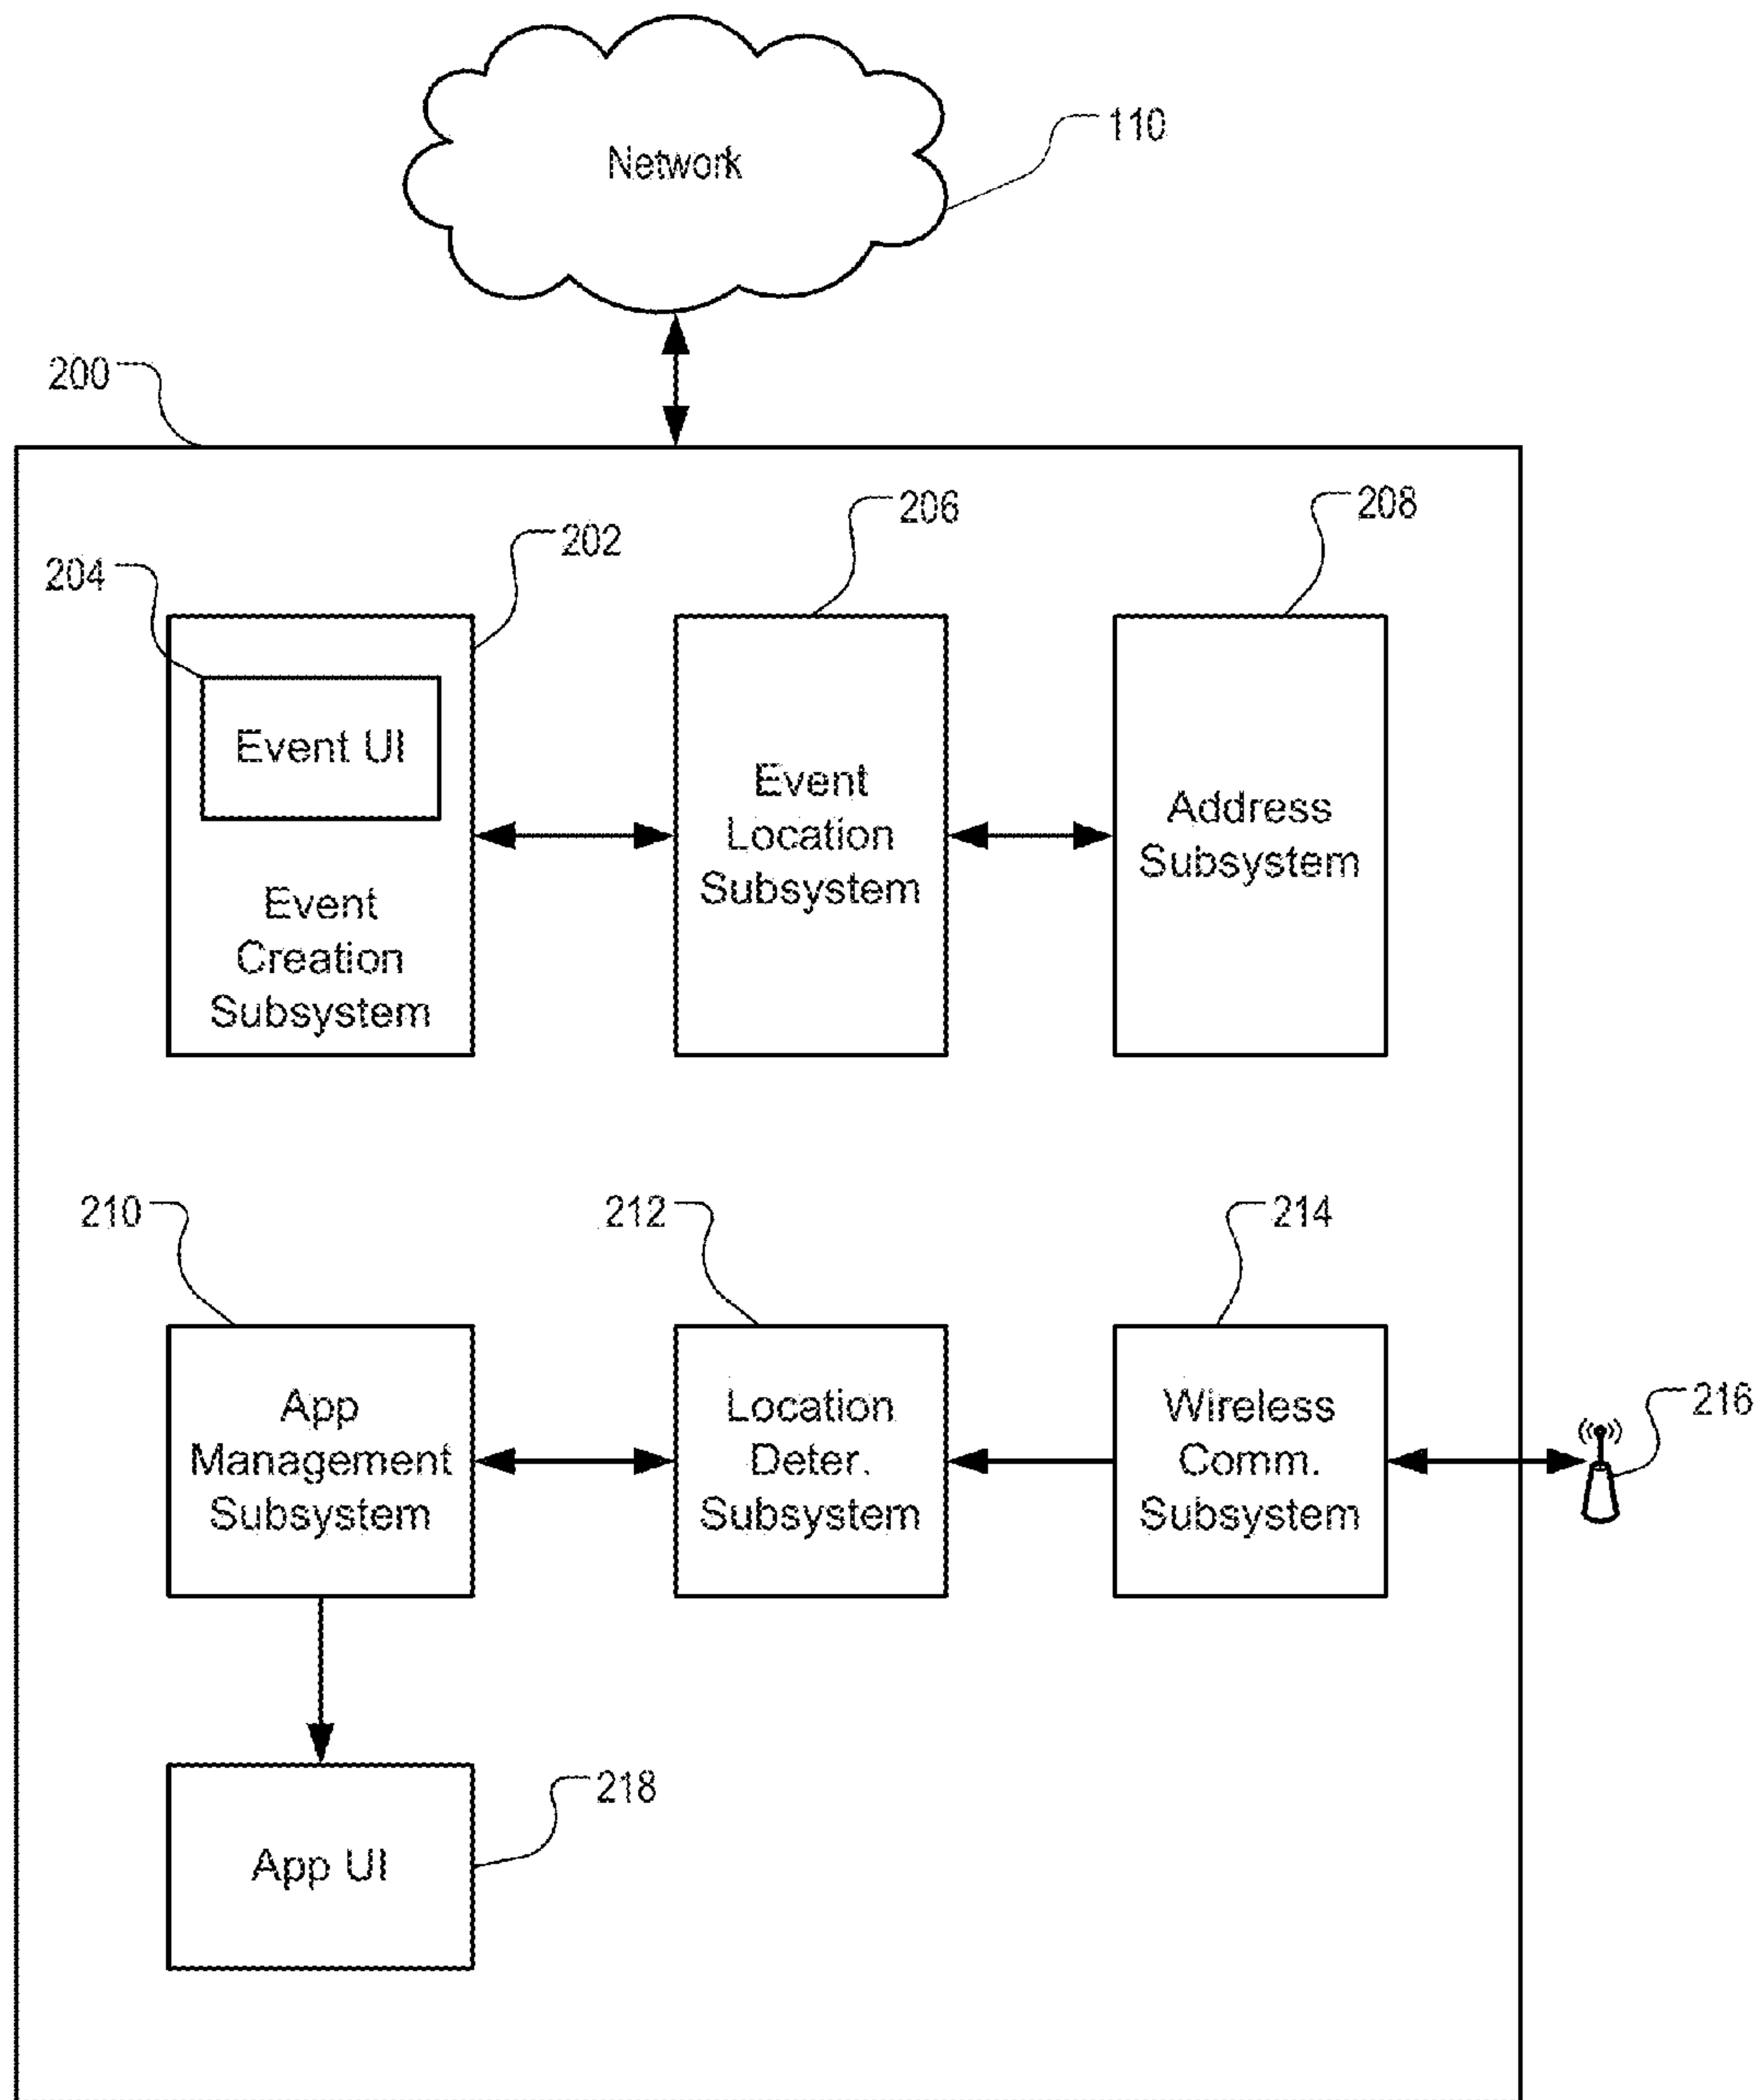 Network
110
200
202
206
208
204
Event UI
Event
Creation
Subsystem
Event
Location
Subsystem
Address
Subsystem
210
212
214
216
App
Management
Subsystem
Location
Deter.
Subsystem
Wireless
Comm.
Subsystem
218
App UI